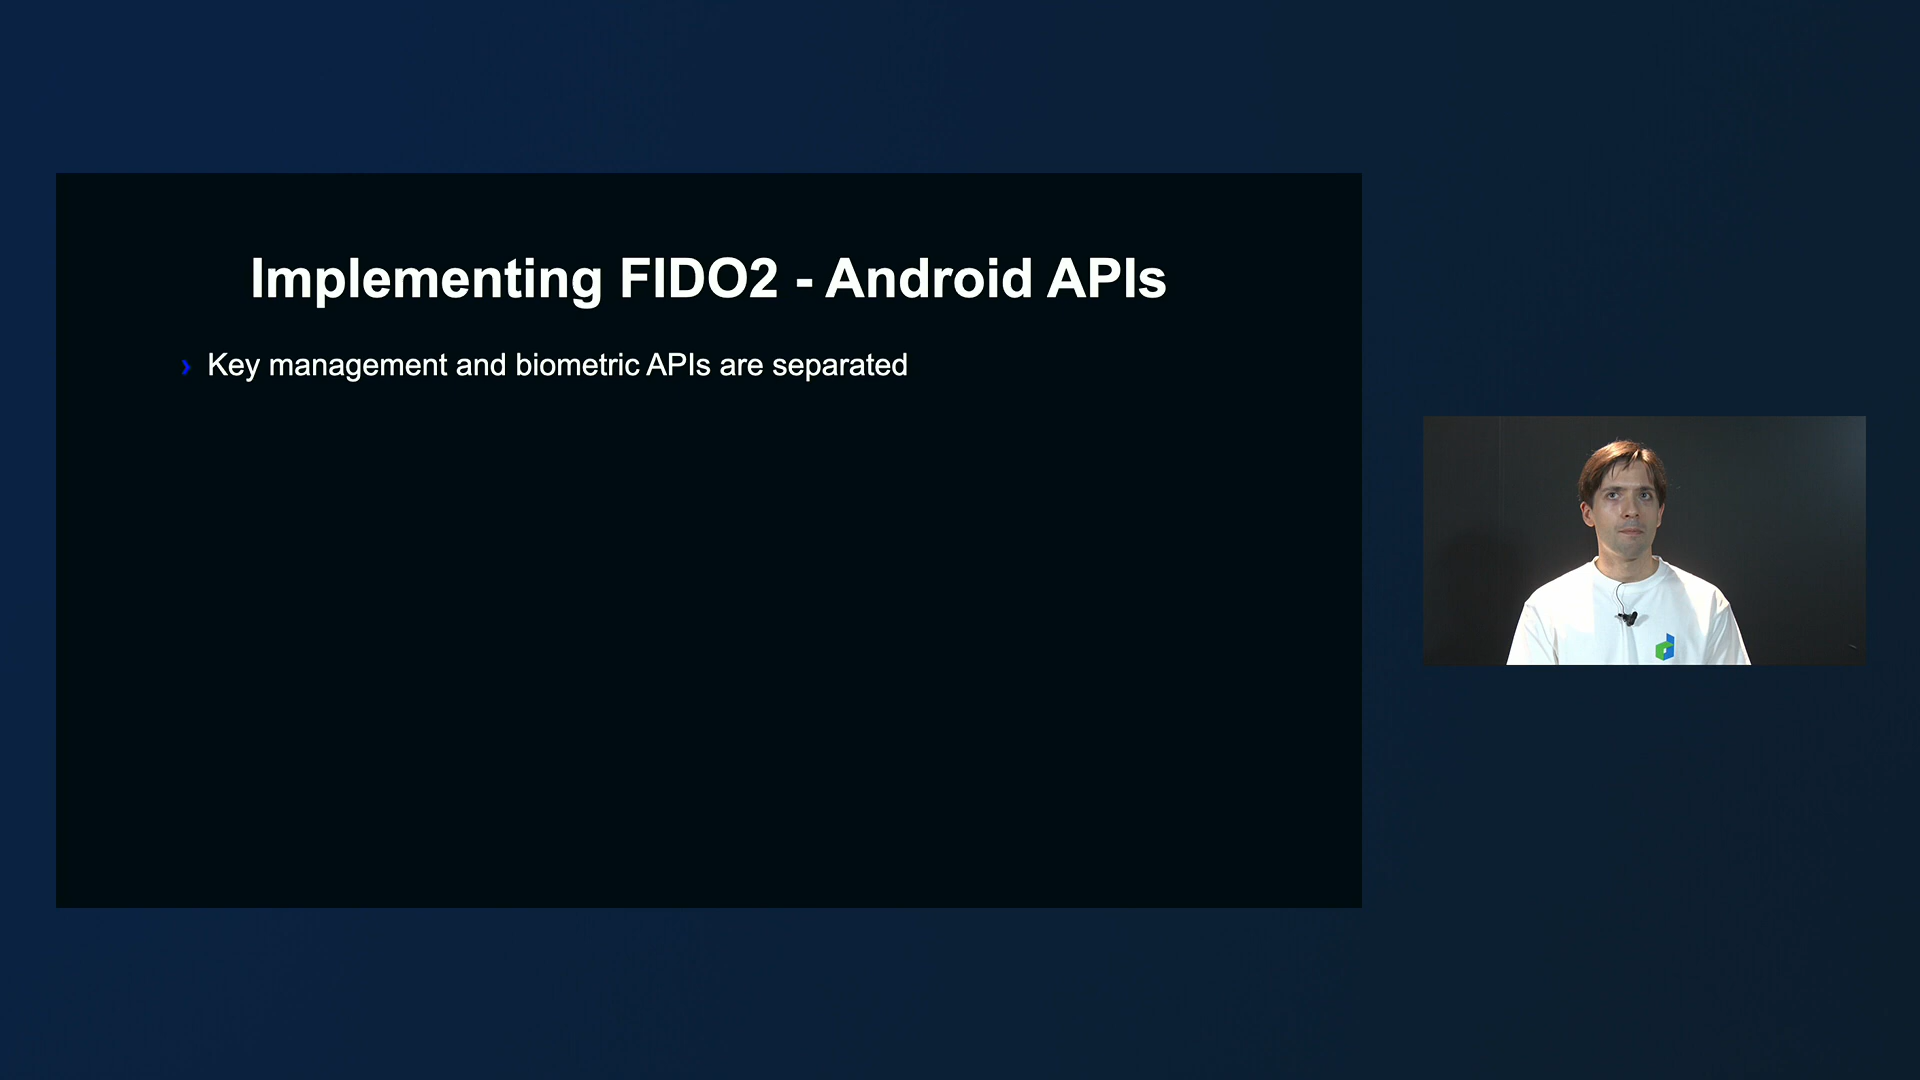 Implementing FIDO2 - Android APIs
› Key management and biometric APIs are separated